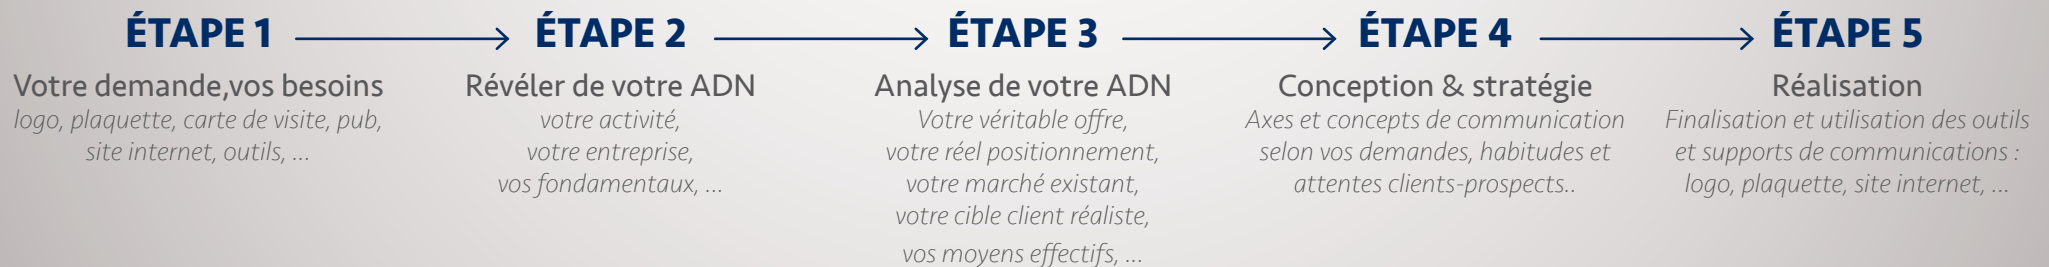 ÉTAPE 1
Votre demande,vos besoins
logo, plaquette, carte de visite, pub,
site internet, outils, ...
ÉTAPE 2
Révéler de votre ADN
votre activité,
votre entreprise,
vos fondamentaux, ...
ÉTAPE 3
Analyse de votre ADN
Votre véritable offre,
votre réel positionnement,
votre marché existant,
votre cible client réaliste,
vos moyens effectifs, ...
ÉTAPE 4
Conception & stratégie
Axes et concepts de communication
selon vos demandes, habitudes et
attentes clients-prospects..
ÉTAPE 5
Réalisation
Finalisation et utilisation des outils
et supports de communications :
logo, plaquette, site internet, ...